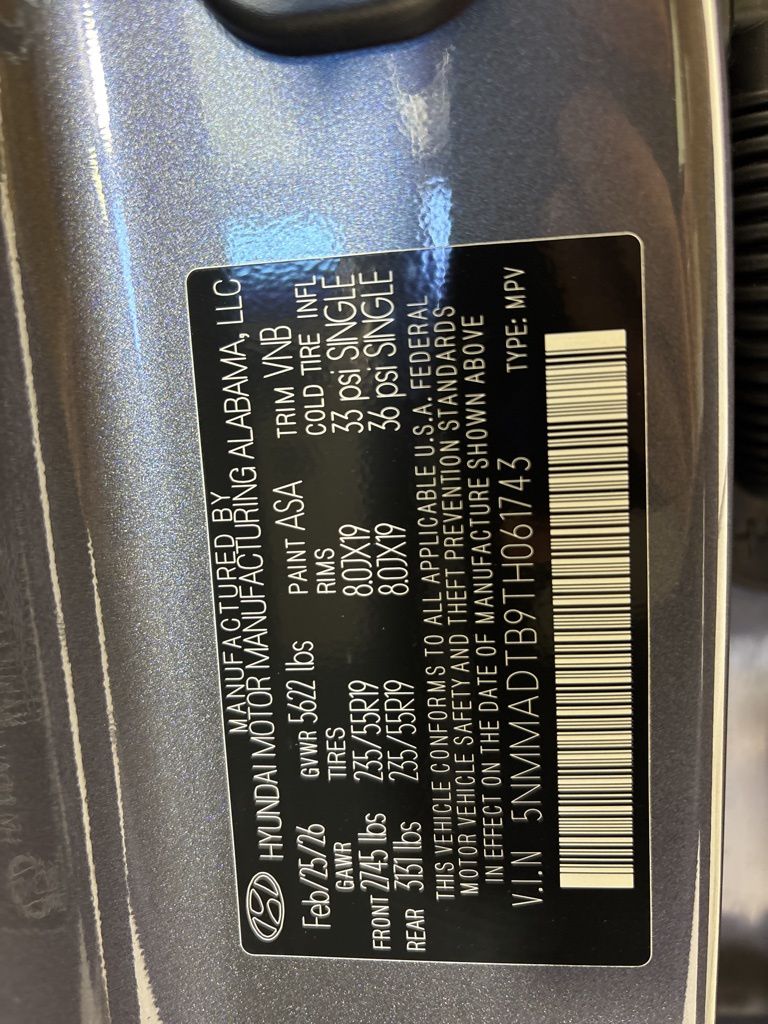 MANUFACTURED BY
HYUNDAI MOTOR MANUFACTURING ALABAMA, LLC
Feb/25/26 GVWR 5622 lbs PAINT ASA TRIM VNB
GAWR TIRES RIMS COLD TIRE INFL
FRONT 2745 lbs 235/55R19 8.0JX19 33 psi SINGLE
REAR 3131 lbs 235/55R19 8.0JX19 36 psi SINGLE
THIS VEHICLE CONFORMS TO ALL APPLICABLE U.S.A. FEDERAL
MOTOR VEHICLE SAFETY AND THEFT PREVENTION STANDARDS
IN EFFECT ON THE DATE OF MANUFACTURE SHOWN ABOVE
V.I.N 5NMMADTB9TH061743 TYPE: MPV